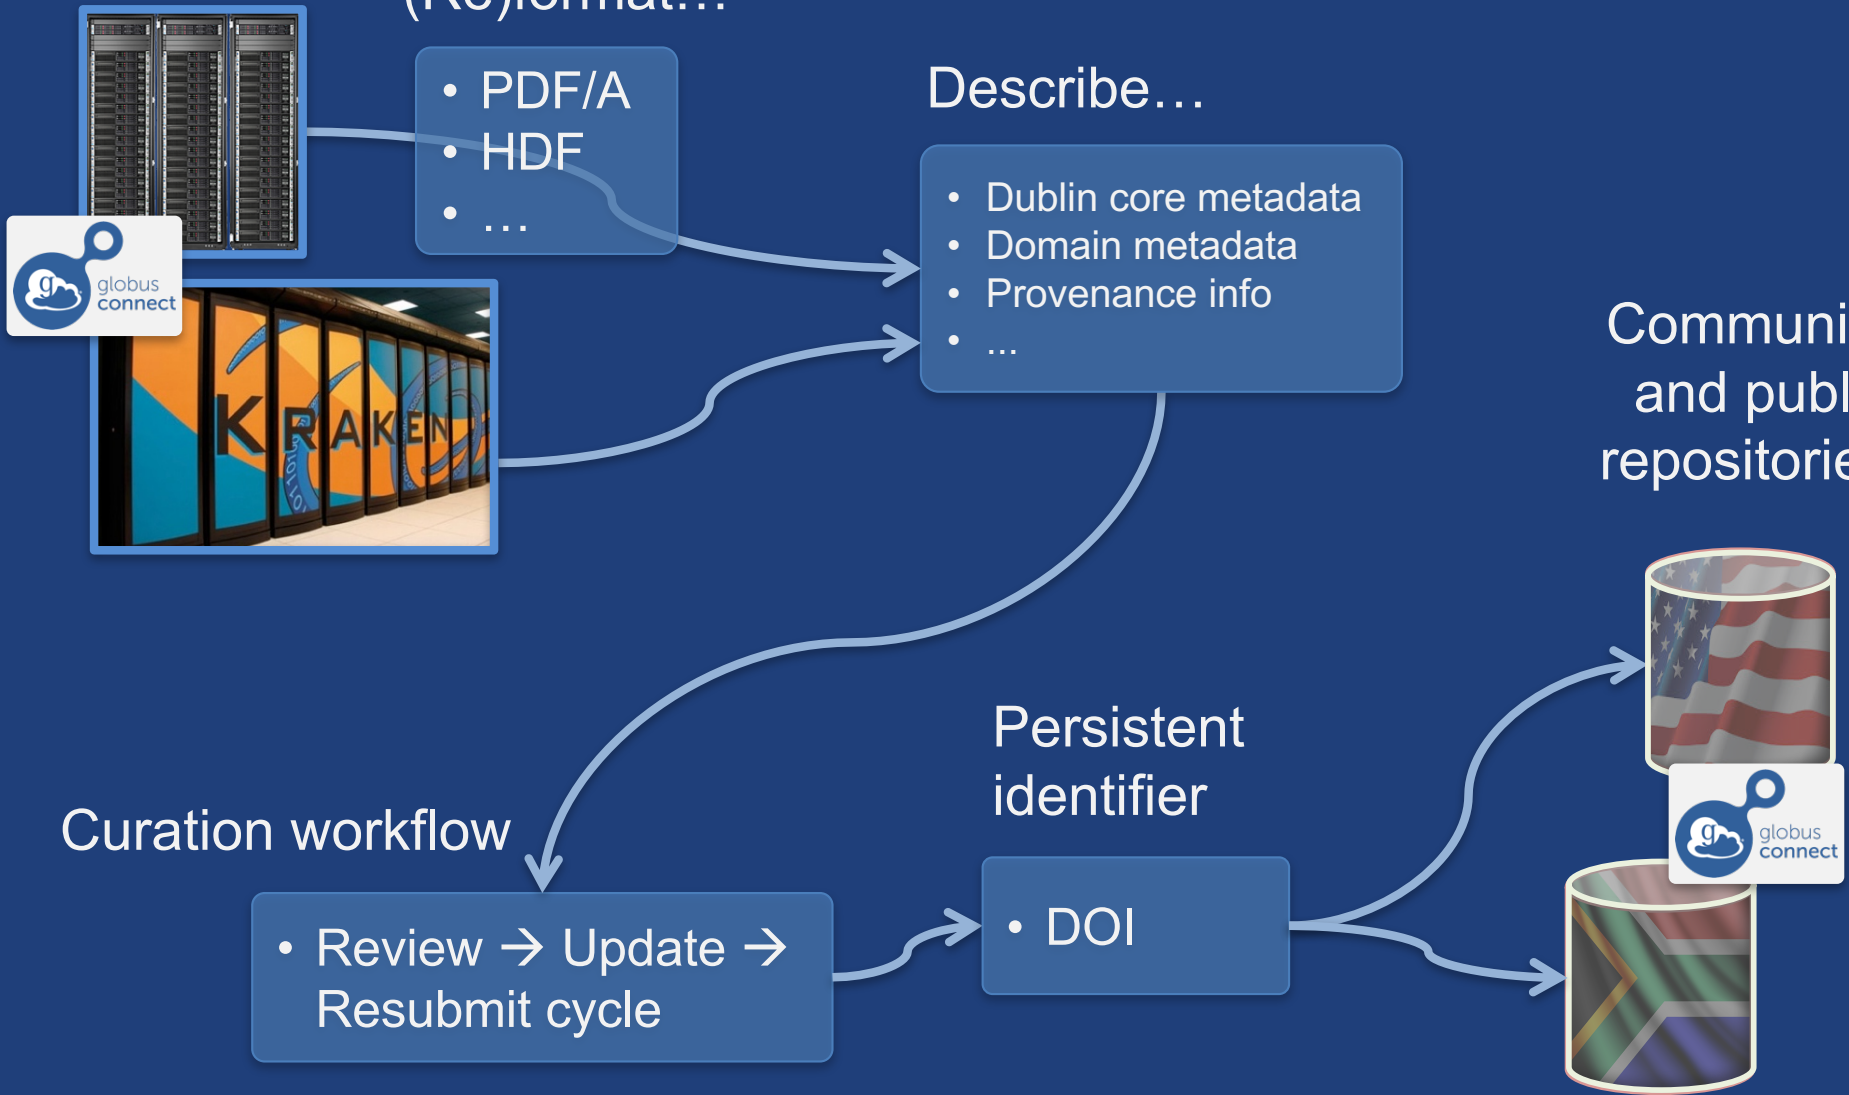 (Re)format…
• PDF/A
• HDF
• …
Describe…
• Dublin core metadata
• Domain metadata
• Provenance info
• ...
globus
connect
KRAKEN
Communi
and publ
repositorie
Curation workflow
• Review → Update →
Resubmit cycle
Persistent
identifier
• DOI
globus
connect